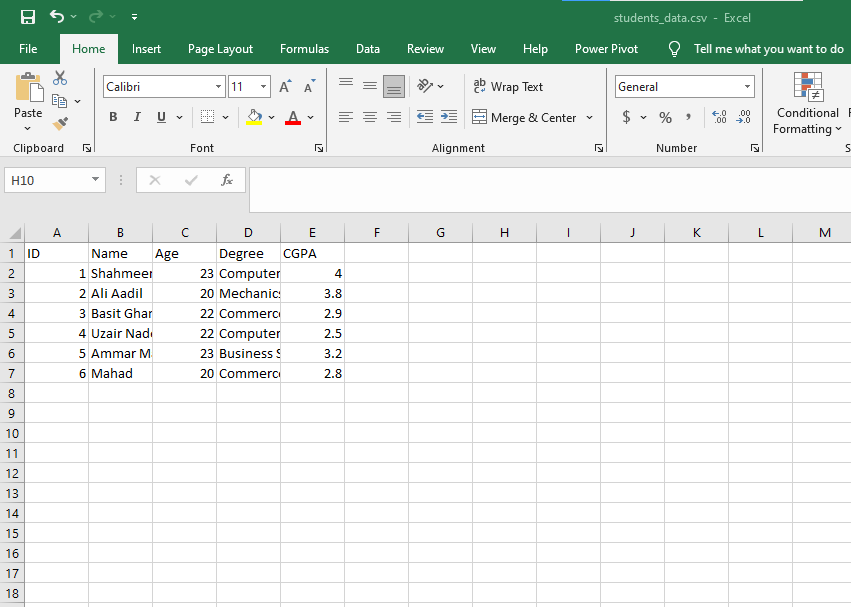 students_data.csv - Excel
File Home Insert Page Layout Formulas Data Review View Help Power Pivot Tell me what you want to do
Calibri 11 A A ab Wrap Text General
Paste B I U A Merge & Center $ % , Conditional
Formatting
Clipboard Font Alignment Number
H10 fx
A B C D E F G H I J K L M
1 ID Name Age Degree CGPA
2 1 Shahmeer 23 Computer 4
3 2 Ali Aadil 20 Mechanics 3.8
4 3 Basit Ghan 22 Commerce 2.9
5 4 Uzair Nade 22 Computer 2.5
6 5 Ammar Ma 23 Business S 3.2
7 6 Mahad 20 Commerce 2.8
8
9
10
11
12
13
14
15
16
17
18